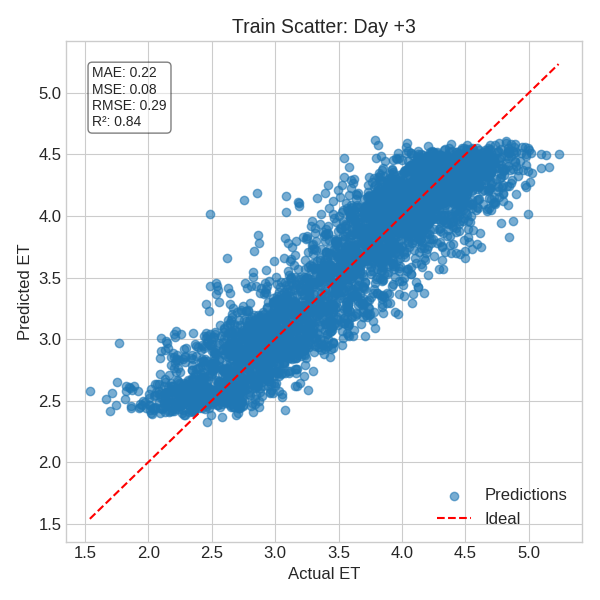 Train Scatter: Day +3
MAE: 0.22
MSE: 0.08
RMSE: 0.29
R²: 0.84
5.0
4.5
4.0
3.5
3.0
2.5
2.0
1.5
Predicted ET
Predictions
Ideal
1.5 2.0 2.5 3.0 3.5 4.0 4.5 5.0
Actual ET